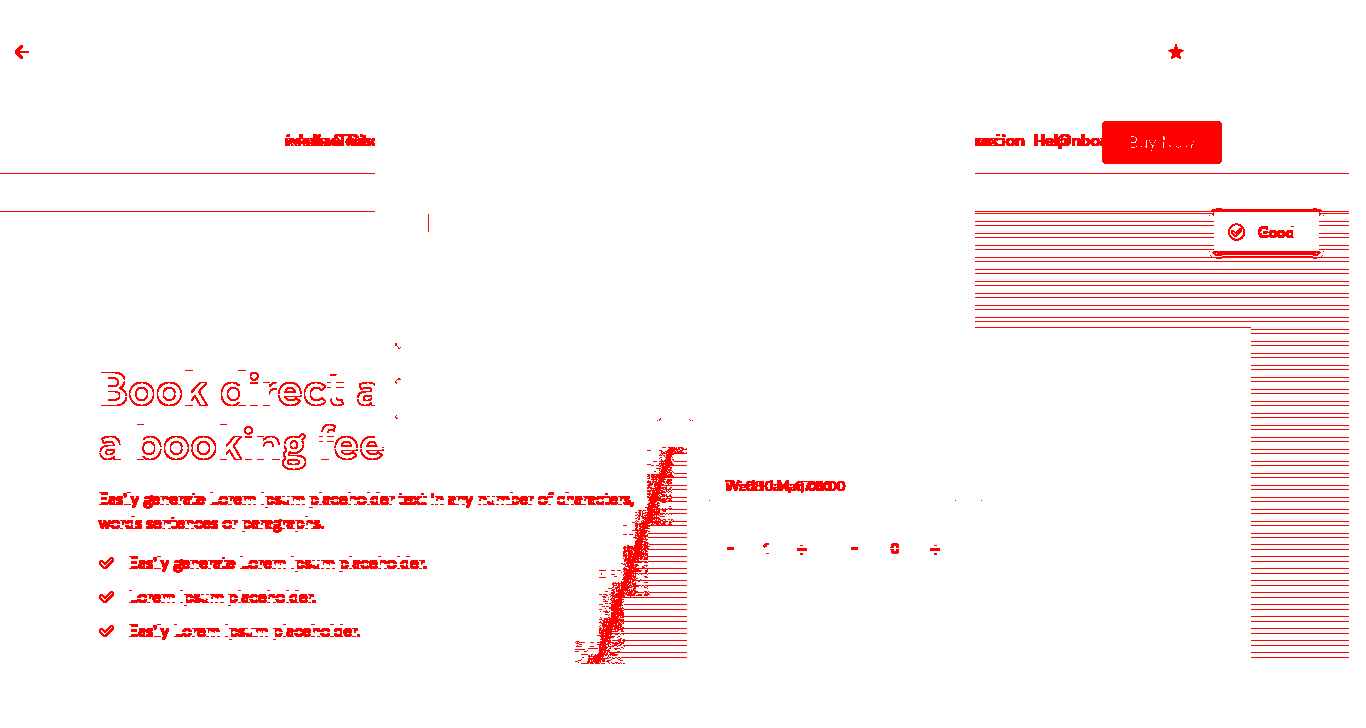 Help
Buy Now
Good
Book direct a
a booking fee
Easily generate Lorem Ipsum placeholder text in any number of characters,
words sentences or paragraphs.
Easily generate Lorem Ipsum placeholder.
Lorem Ipsum placeholder.
Easily Lorem Ipsum placeholder.